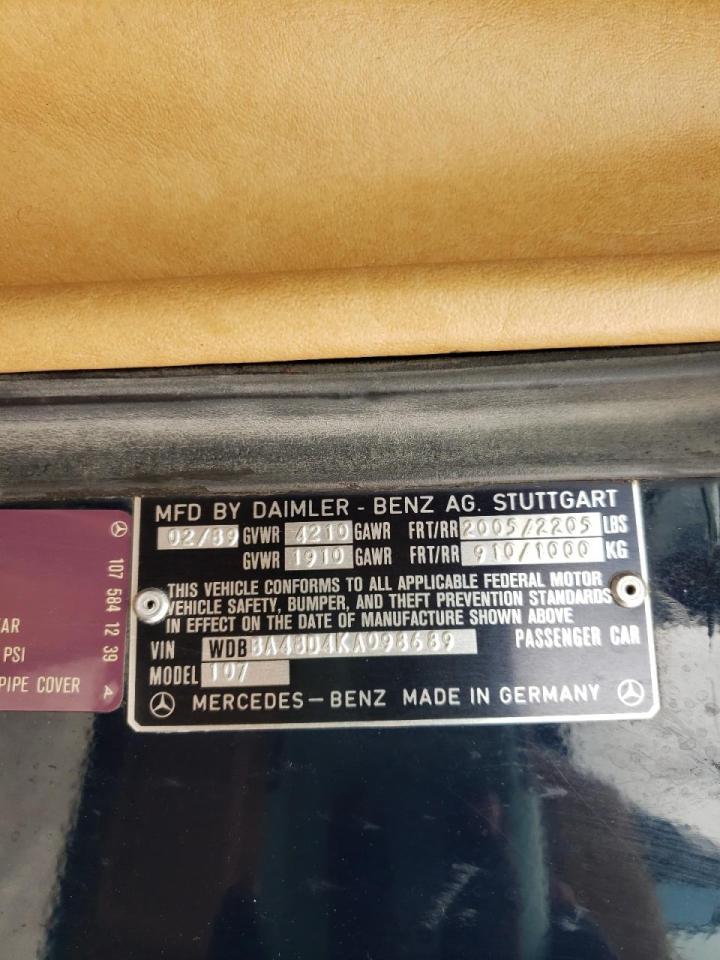 MFD BY DAIMLER - BENZ AG. STUTTGART
02/89 GVWR 4210 GAWR FRT/RR 2005/2205 LBS
GVWR 1910 GAWR FRT/RR 910/1000 KG
THIS VEHICLE CONFORMS TO ALL APPLICABLE FEDERAL MOTOR
VEHICLE SAFETY, BUMPER, AND THEFT PREVENTION STANDARDS
IN EFFECT ON THE DATE OF MANUFACTURE SHOWN ABOVE
VIN WDBBA48D4KA098689 PASSENGER CAR
MODEL 107
MERCEDES-BENZ MADE IN GERMANY
107 584 12 39 A
PSI
PIPE COVER